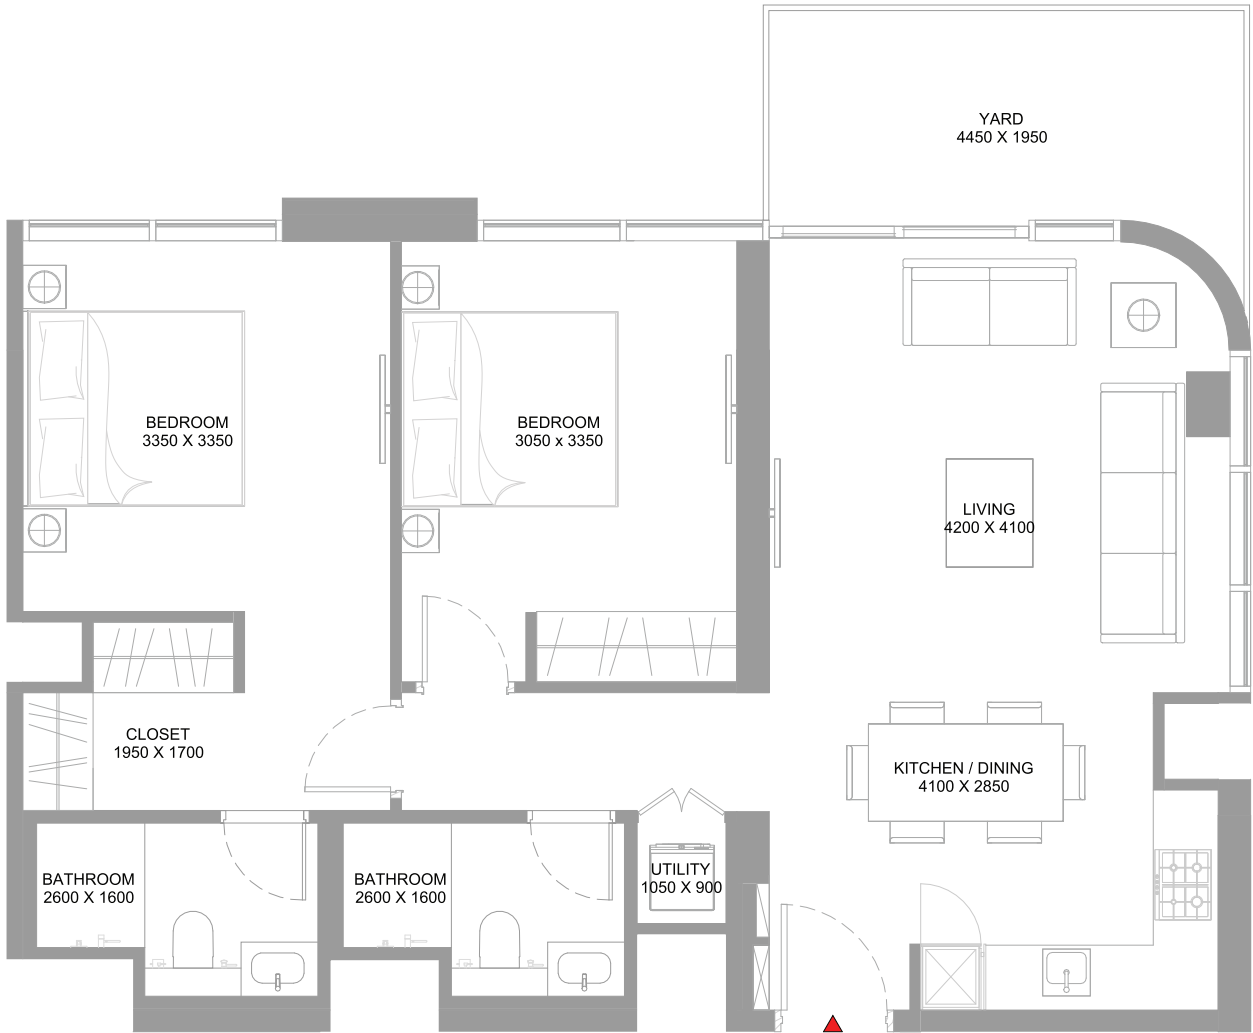 YARD
4450 X 1950
BEDROOM
3350 X 3350
BEDROOM
3050 x 3350
LIVING
4200 X 4100
CLOSET
1950 X 1700
KITCHEN / DINING
4100 X 2850
BATHROOM
2600 X 1600
BATHROOM
2600 X 1600
UTILITY
1050 X 900